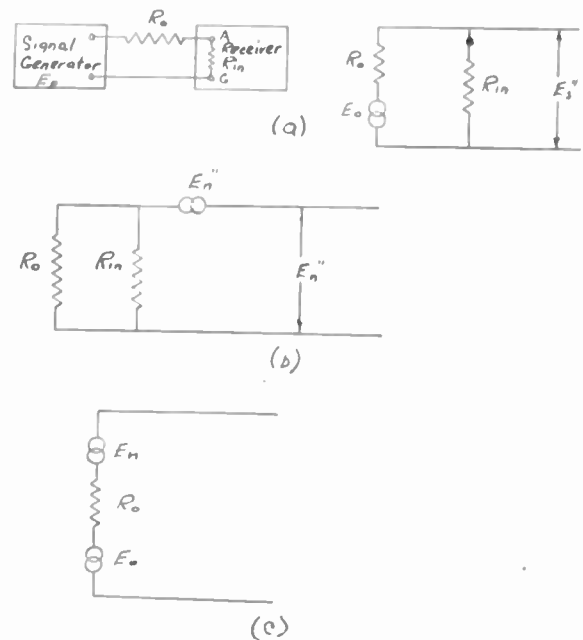 Ro
Signal
Generator
Eo
A
Receiver
Rin
G
(a)
Ro
Eo
Rin
Es"
En"
Ro
Rin
En"
(b)
En
Ro
Eo
(c)